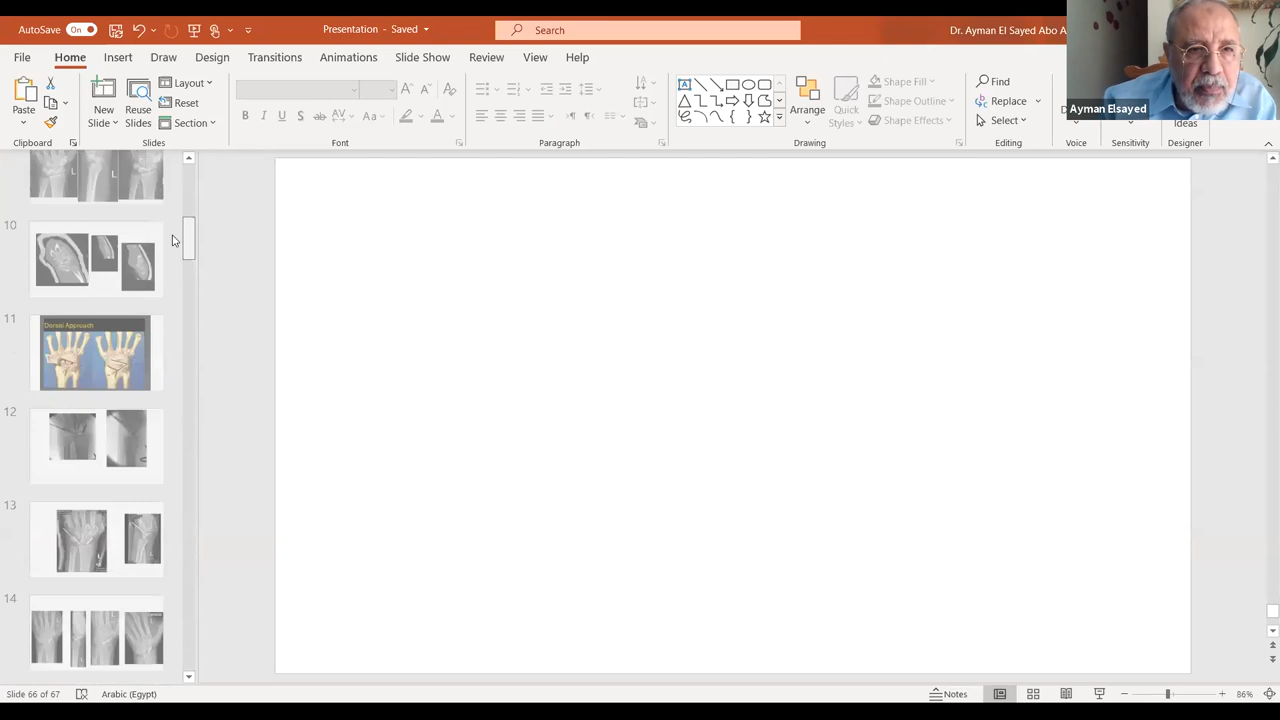 AutoSave On
Presentation - Saved
Search
Dr. Ayman El Sayed Abo A
File Home Insert Draw Design Transitions Animations Slide Show Review View Help
Paste
New Slide
Reuse Slides
Layout
Reset
Section
Arrange
Quick Styles
Shape Fill
Shape Outline
Shape Effects
Find
Replace
Select
Ayman Elsayed
Ideas
Clipboard Slides Font Paragraph Drawing Editing Voice Sensitivity Designer
10
11
Dorsal Approach
12
13
14
Slide 66 of 67
Arabic (Egypt)
Notes
86%